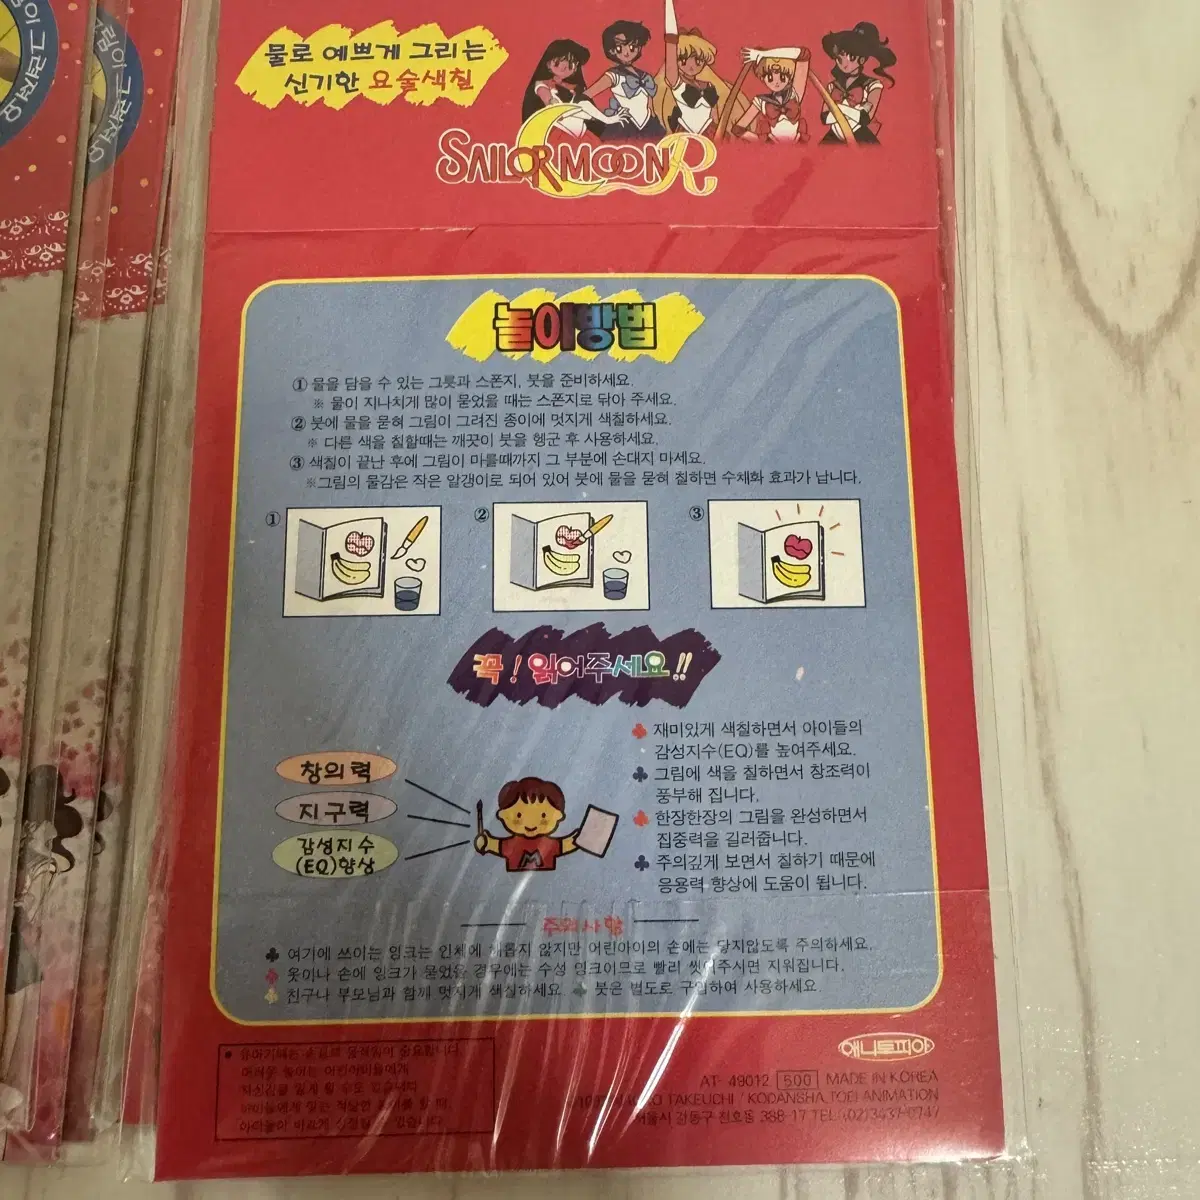 물로 예쁘게 그리는
신기한 요술색칠
SAILORMOON R
놀이방법
① 물을 담을 수 있는 그릇과 스폰지, 붓을 준비하세요.
※ 물이 지나치게 많이 묻었을 때는 스폰지로 닦아 주세요.
② 붓에 물을 묻혀 그림이 그려진 종이에 멋지게 색칠하세요.
※ 다른 색을 칠할때는 깨끗이 붓을 헹군 후 사용하세요.
③ 색칠이 끝난 후에 그림이 마를때까지 그 부분에 손대지 마세요.
※그림의 물감은 작은 알갱이로 되어 있어 붓에 물을 묻혀 칠하면 수채화 효과가 납니다.
① ② ③
꼭! 읽어주세요!!
창의력
지구력
감성지수
(EQ)향상
M
♣ 재미있게 색칠하면서 아이들의
감성지수(EQ)를 높여주세요.
♣ 그림에 색을 칠하면서 창조력이
풍부해 집니다.
♣ 한장한장의 그림을 완성하면서
집중력을 길러줍니다.
♣ 주의깊게 보면서 칠하기 때문에
응용력 향상에 도움이 됩니다.
주의사항
♣ 여기에 쓰이는 잉크는 인체에 해롭지 않지만 어린아이의 손에는 닿지않도록 주의하세요.
♣ 옷이나 손에 잉크가 묻었을 경우에는 수성 잉크이므로 빨리 씻어주시면 지워집니다.
♣ 친구나 부모님과 함께 멋지게 색칠하세요. ♣ 붓은 별도로 구입하여 사용하세요.
애니토피아
AT- 49012 500 MADE IN KOREA
TAKEUCHI / KODANSHA, TOEI ANIMATION
서울시 강동구 천호동 388-17 TEL:(02)3437-0747